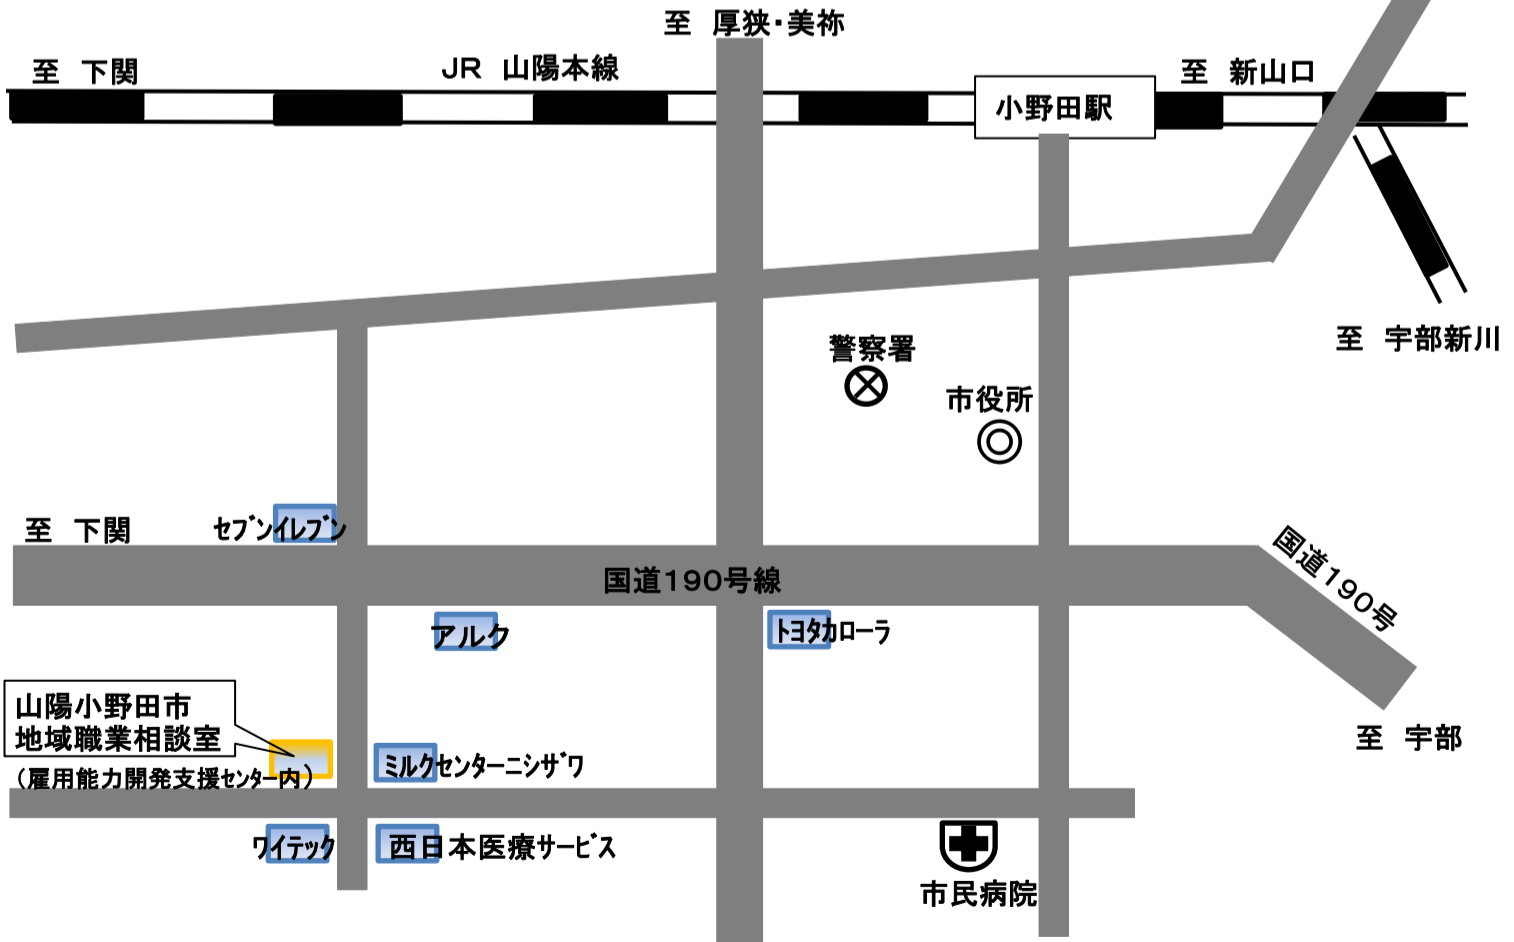 至 厚狭・美祢
至 下関
JR 山陽本線
至 新山口
小野田駅
至 宇部新川
警察署
市役所
至 下関
セブンイレブン
国道190号線
国道190号
アルク
トヨタカローラ
山陽小野田市
地域職業相談室
（雇用能力開発支援センター内）
ミルクセンターニシザワ
至 宇部
ワイテック
西日本医療サービス
市民病院